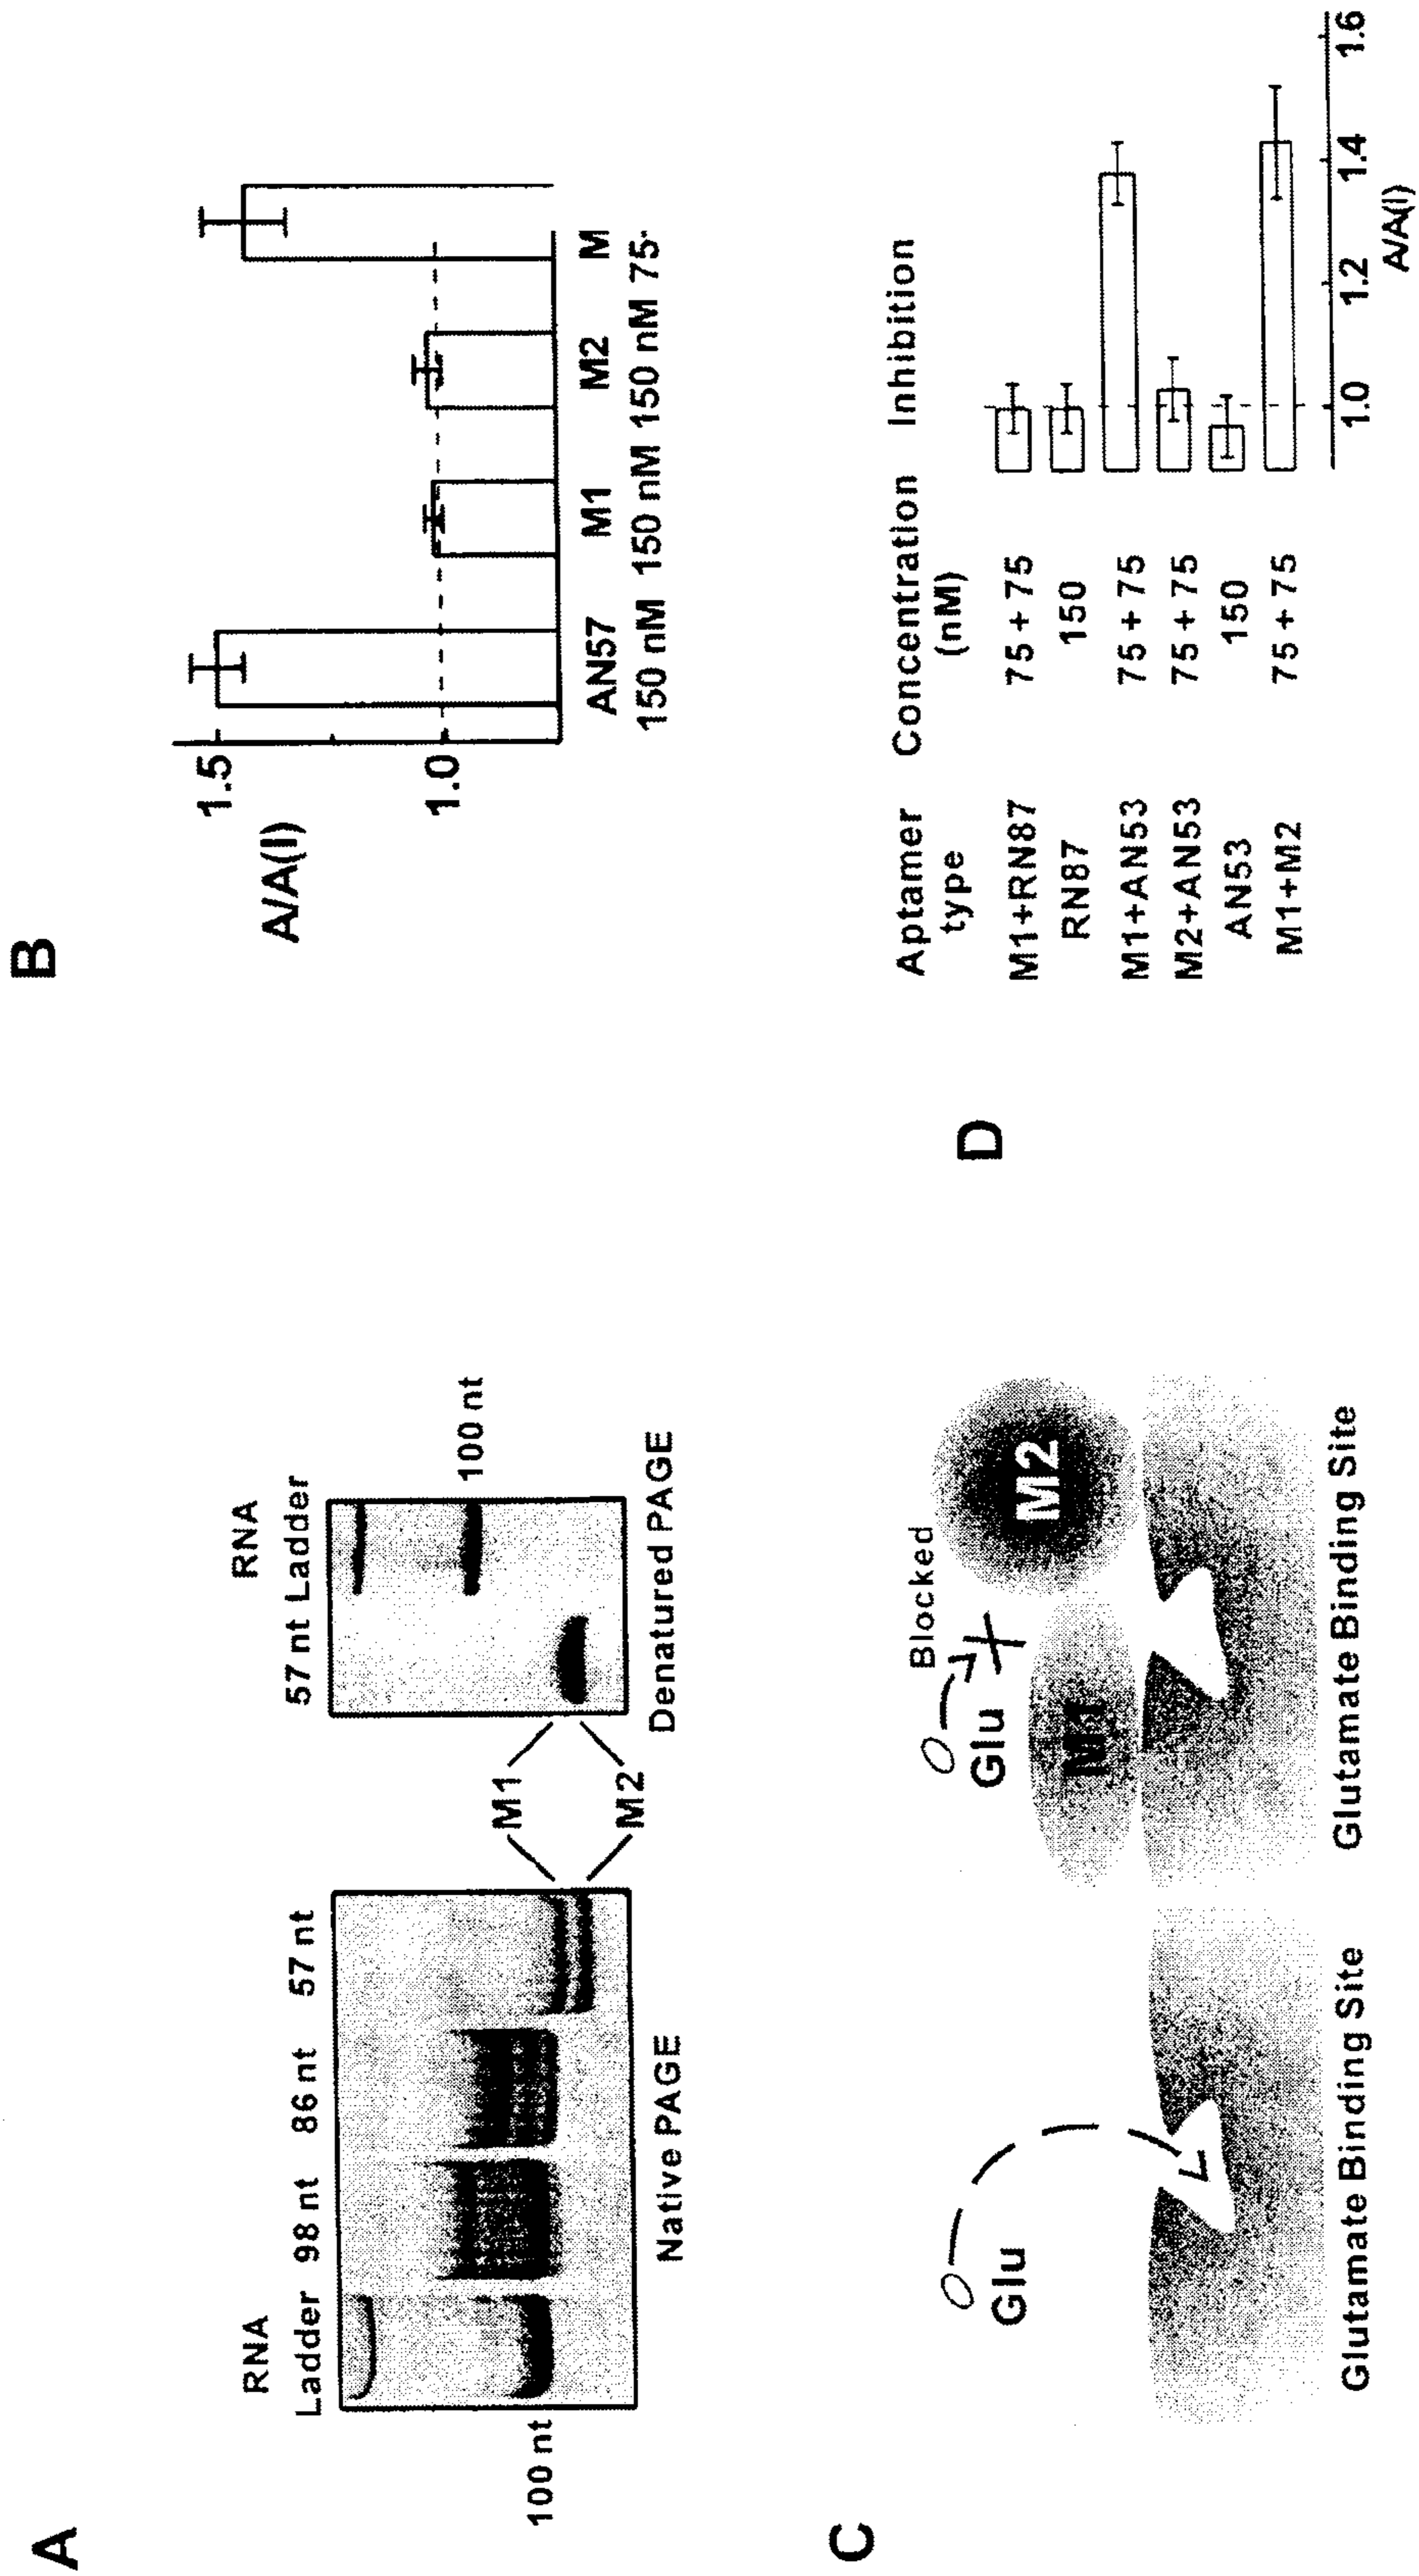 A
RNA
Ladder 98 nt 86 nt 57 nt
100 nt
Native PAGE
M1
M2
RNA
57 nt Ladder
100 nt
Denatured PAGE
B
A/A(I)
1.5
1.0
AN57 M1 M2 M
150 nM 150 nM 150 nM 75-
C
Glu
Glutamate Binding Site
Blocked
Glu
M1
M2
Glutamate Binding Site
D
Aptamer Concentration Inhibition
type (nM)
M1+RN87 75+75
RN87 150
M1+AN53 75+75
M2+AN53 75+75
AN53 150
M1+M2 75+75
1.0 1.2 1.4 1.6
A/A(I)